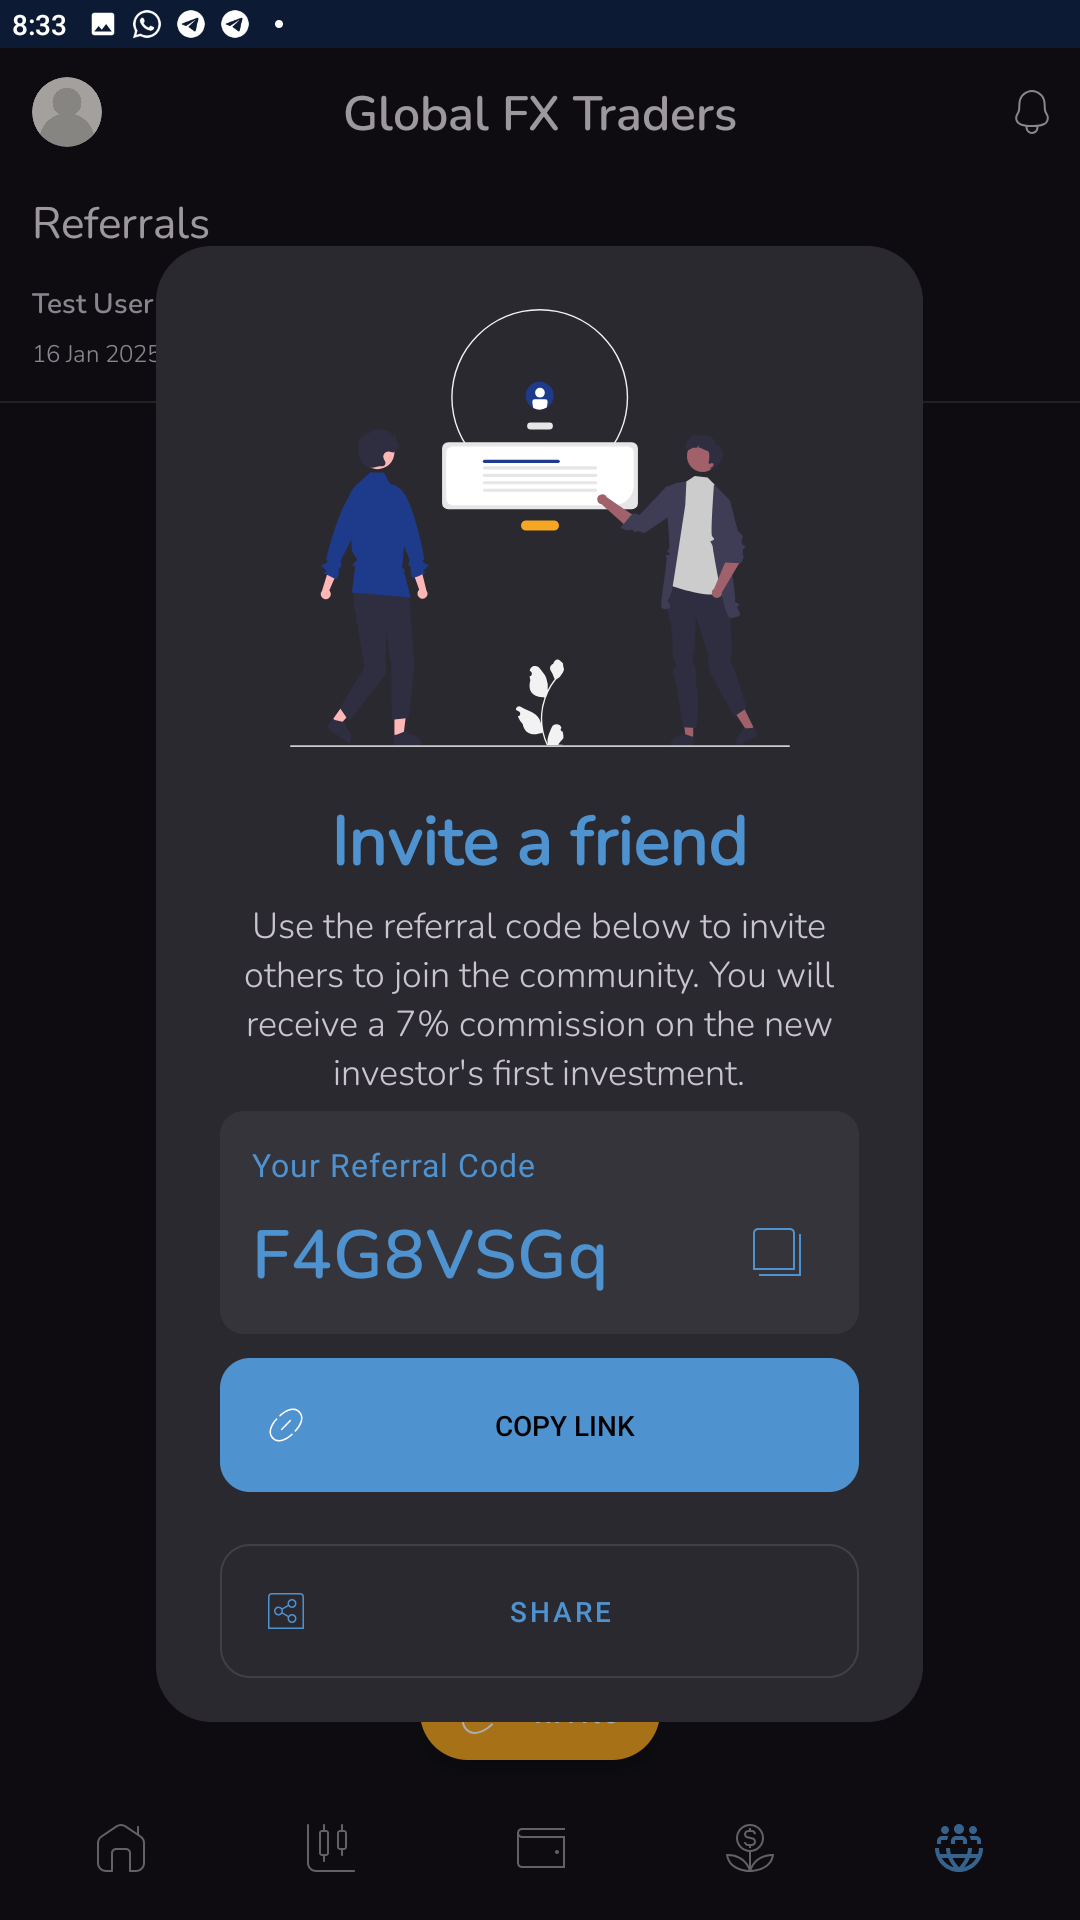 8:33
Global FX Traders
Referrals
Test User
16 Jan 2025
Invite a friend
Use the referral code below to invite
others to join the community. You will
receive a 7% commission on the new
investor's first investment.
Your Referral Code
F4G8VSGq
COPY LINK
SHARE